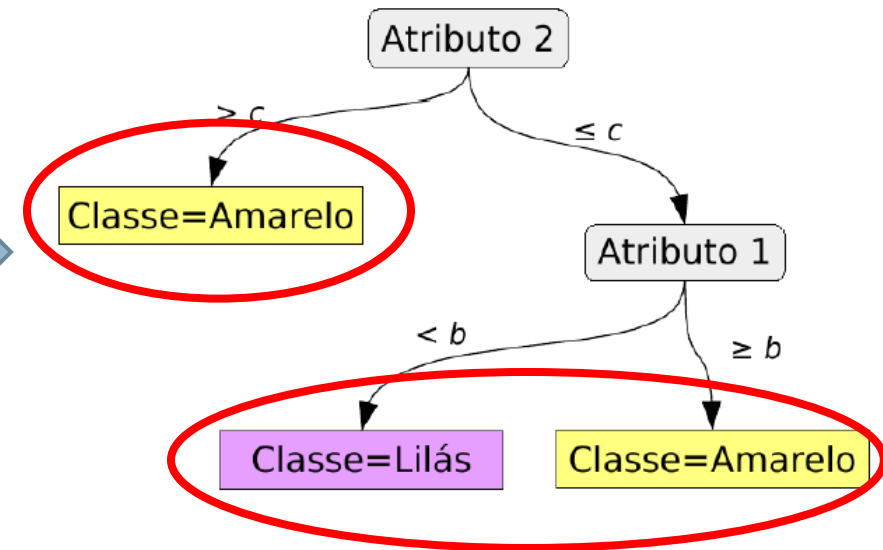 Atributo 2
> c
≤ c
Classe=Amarelo
Atributo 1
< b
≥ b
Classe=Lilás
Classe=Amarelo